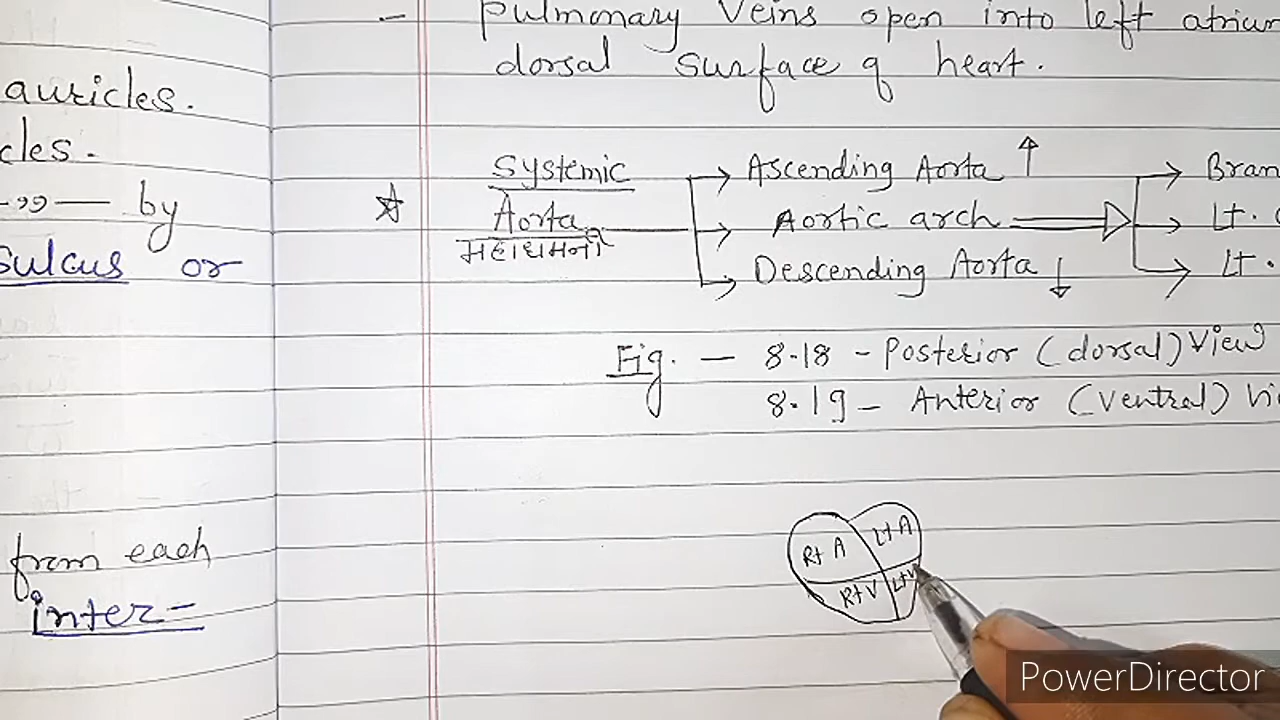 auricles.
cles.
-,,- by
sulcus or
from each
inter-
- Pulmonary veins open into left atrium
dorsal surface of heart.
Systemic
Aorta
महाधमनी
Ascending Aorta ↑
Aortic arch
Descending Aorta ↓
Bran
Lt.
Lt.
Fig. - 8.18 - Posterior (dorsal) View
8.19 - Anterior (ventral) Vi
Rt A
Lt A
Rt V
Lt V
PowerDirector